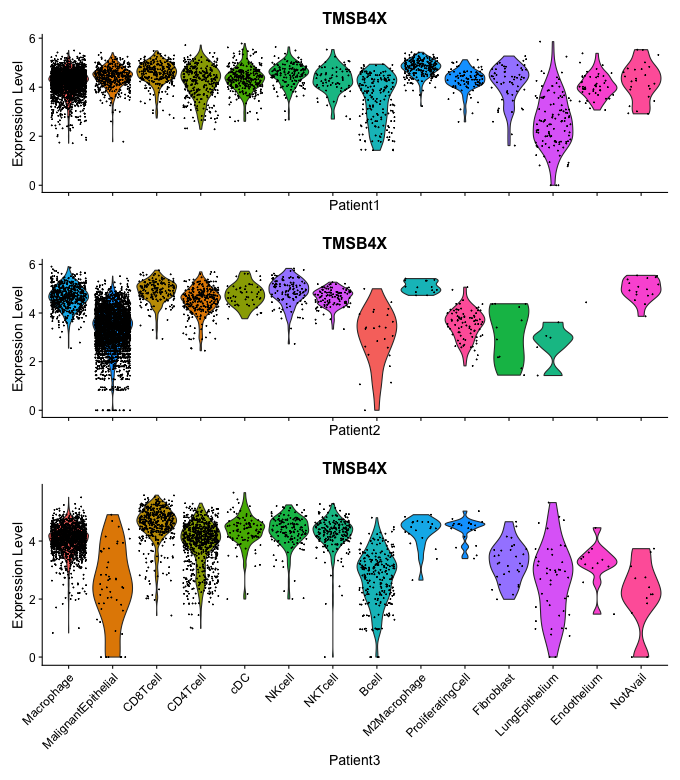 TMSB4X
Expression Level
6
4
2
0
Patient1
TMSB4X
Expression Level
6
4
2
0
Patient2
TMSB4X
Expression Level
4
2
0
Macrophage
MalignantEpithelial
CD8Tcell
CD4Tcell
cDC
NKcell
NKTcell
Bcell
M2Macrophage
ProliferatingCell
Fibroblast
LungEpithelium
Endothelium
NotAvail
Patient3